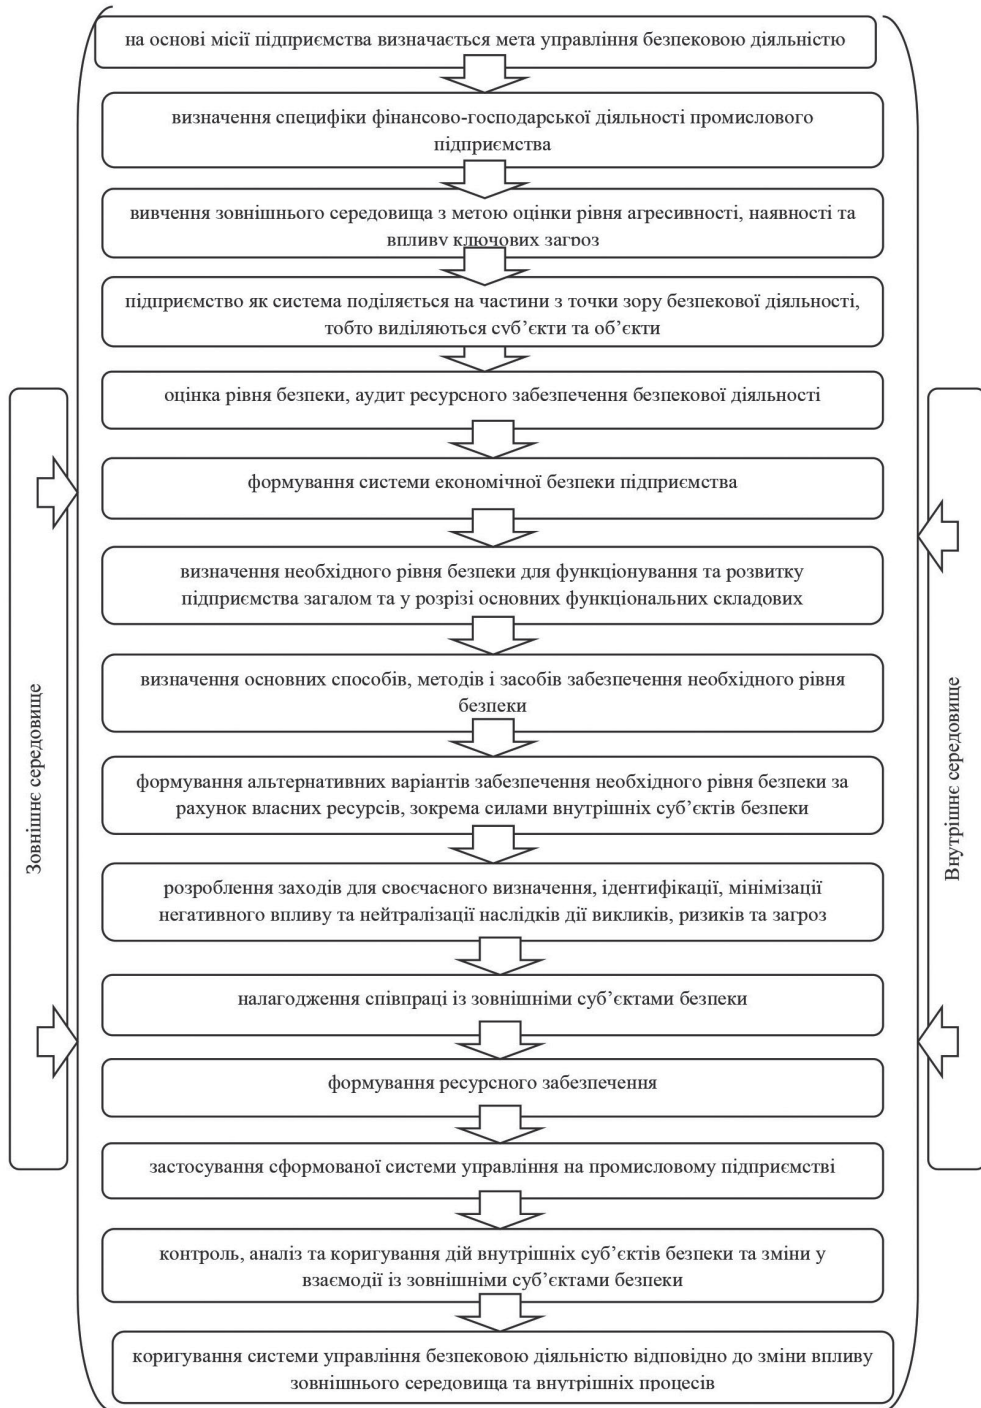 на основі місії підприємства визначається мета управління безпековою діяльністю
визначення специфіки фінансово-господарської діяльності промислового
підприємства
вивчення зовнішнього середовища з метою оцінки рівня агресивності, наявності та
впливу ключових загроз
підприємство як система поділяється на частини з точки зору безпекової діяльності,
тобто виділяються суб’єкти та об’єкти
оцінка рівня безпеки, аудит ресурсного забезпечення безпекової діяльності
формування системи економічної безпеки підприємства
визначення необхідного рівня безпеки для функціонування та розвитку
підприємства загалом та у розрізі основних функціональних складових
визначення основних способів, методів і засобів забезпечення необхідного рівня
безпеки
формування альтернативних варіантів забезпечення необхідного рівня безпеки за
рахунок власних ресурсів, зокрема силами внутрішніх суб’єктів безпеки
розроблення заходів для своєчасного визначення, ідентифікації, мінімізації
негативного впливу та нейтралізації наслідків дії викликів, ризиків та загроз
налагодження співпраці із зовнішніми суб’єктами безпеки
формування ресурсного забезпечення
застосування сформованої системи управління на промисловому підприємстві
контроль, аналіз та коригування дій внутрішніх суб’єктів безпеки та зміни у
взаємодії із зовнішніми суб’єктами безпеки
коригування системи управління безпековою діяльністю відповідно до зміни впливу
зовнішнього середовища та внутрішніх процесів
Зовнішнє середовище
Внутрішнє середовище